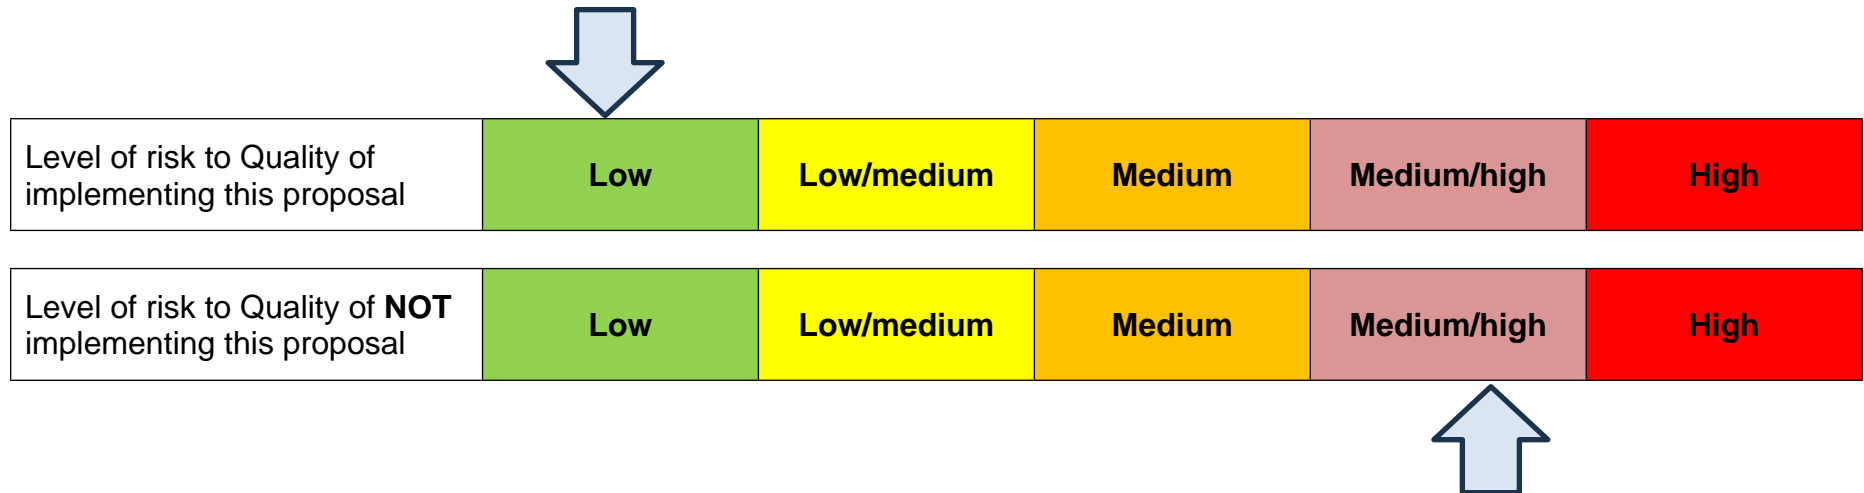 Level of risk to Quality of
implementing this proposal
Low
Low/medium
Medium
Medium/high
High
Level of risk to Quality of NOT
implementing this proposal
Low
Low/medium
Medium
Medium/high
High